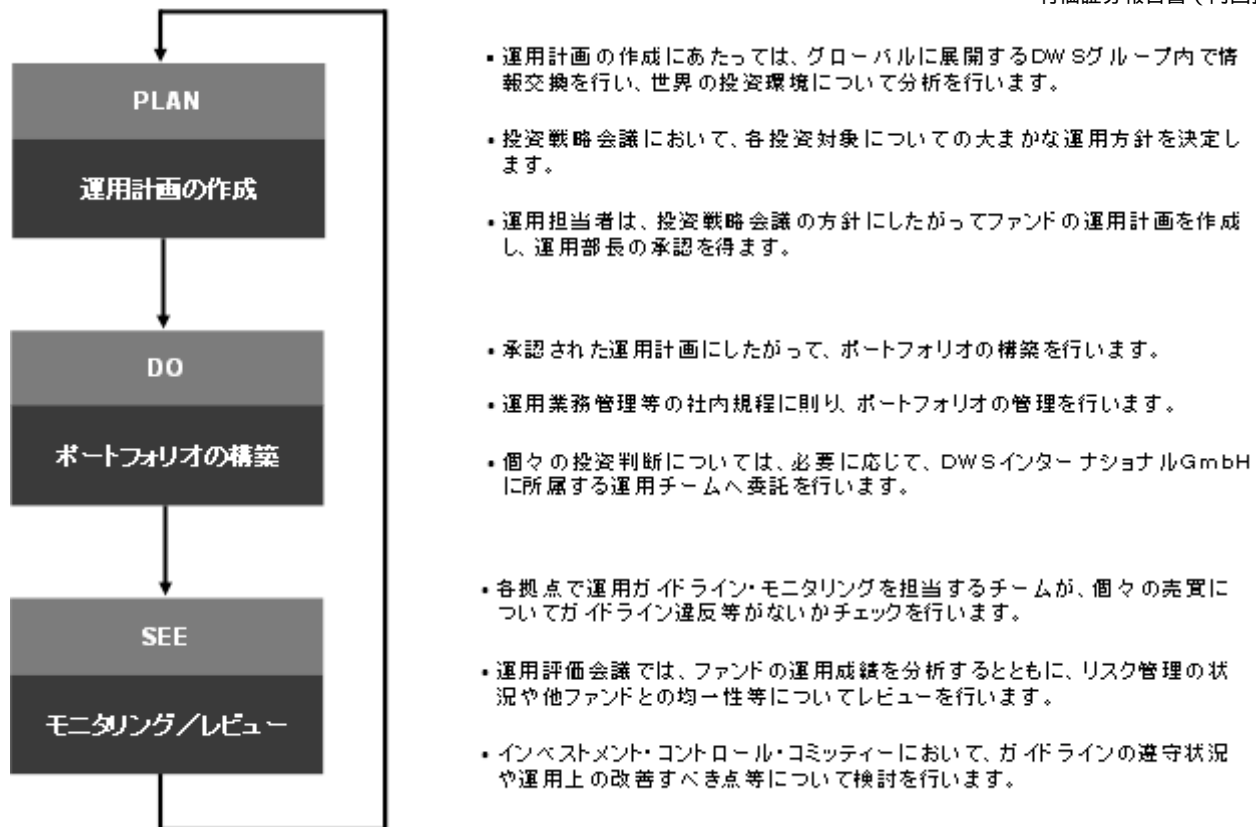 PLAN
運用計画の作成
・運用計画の作成にあたっては、グローバルに展開するDWSグループ内で情
報交換を行い、世界の投資環境について分析を行います。
・投資戦略会議において、各投資対象についての大まかな運用方針を決定し
ます。
・運用担当者は、投資戦略会議の方針にしたがってファンドの運用計画を作成
し、運用部長の承認を得ます。
DO
ポートフォリオの構築
・承認された運用計画にしたがって、ポートフォリオの構築を行います。
・運用業務管理等の社内規程に則り、ポートフォリオの管理を行います。
・個々の投資判断については、必要に応じて、DWSインターナショナルGmbH
に所属する運用チームへ委託を行います。
SEE
モニタリング／レビュー
・各拠点で運用ガイドライン・モニタリングを担当するチームが、個々の売買に
ついてガイドライン違反等がないかチェックを行います。
・運用評価会議では、ファンドの運用成績を分析するとともに、リスク管理の状
況や他ファンドとの均一性等についてレビューを行います。
・インベストメント・コントロール・コミッティーにおいて、ガイドラインの遵守状況
や運用上の改善すべき点等について検討を行います。